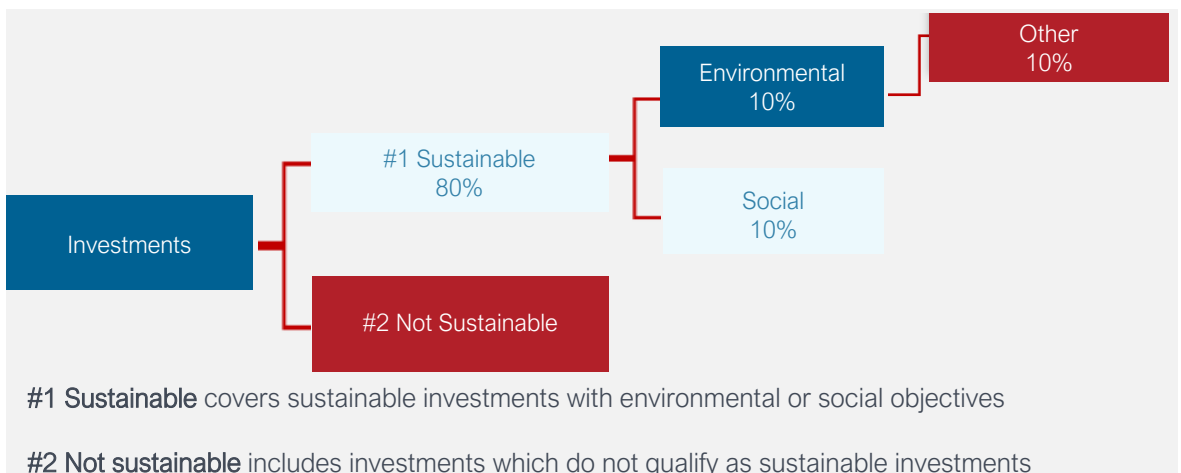 Other
10%
Environmental
10%
#1 Sustainable
80%
Social
10%
Investments
#2 Not Sustainable
#1 Sustainable covers sustainable investments with environmental or social objectives
#2 Not sustainable includes investments which do not qualify as sustainable investments